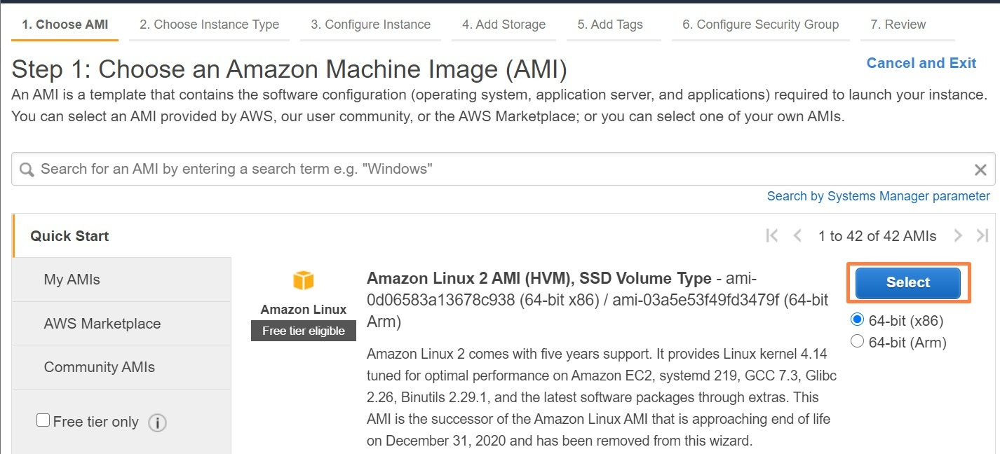 1. Choose AMI 2. Choose Instance Type 3. Configure Instance 4. Add Storage 5. Add Tags 6. Configure Security Group 7. Review
Step 1: Choose an Amazon Machine Image (AMI)
Cancel and Exit
An AMI is a template that contains the software configuration (operating system, application server, and applications) required to launch your instance.
You can select an AMI provided by AWS, our user community, or the AWS Marketplace; or you can select one of your own AMIs.
Search for an AMI by entering a search term e.g. "Windows"
Search by Systems Manager parameter
Quick Start
1 to 42 of 42 AMIs
My AMIs
AWS Marketplace
Community AMIs
Free tier only
Amazon Linux
Free tier eligible
Amazon Linux 2 AMI (HVM), SSD Volume Type - ami-
0d06583a13678c938 (64-bit x86) / ami-03a5e53f49fd3479f (64-bit
Arm)
Amazon Linux 2 comes with five years support. It provides Linux kernel 4.14
tuned for optimal performance on Amazon EC2, systemd 219, GCC 7.3, Glibc
2.26, Binutils 2.29.1, and the latest software packages through extras. This
AMI is the successor of the Amazon Linux AMI that is approaching end of life
on December 31, 2020 and has been removed from this wizard.
Select
64-bit (x86)
64-bit (Arm)